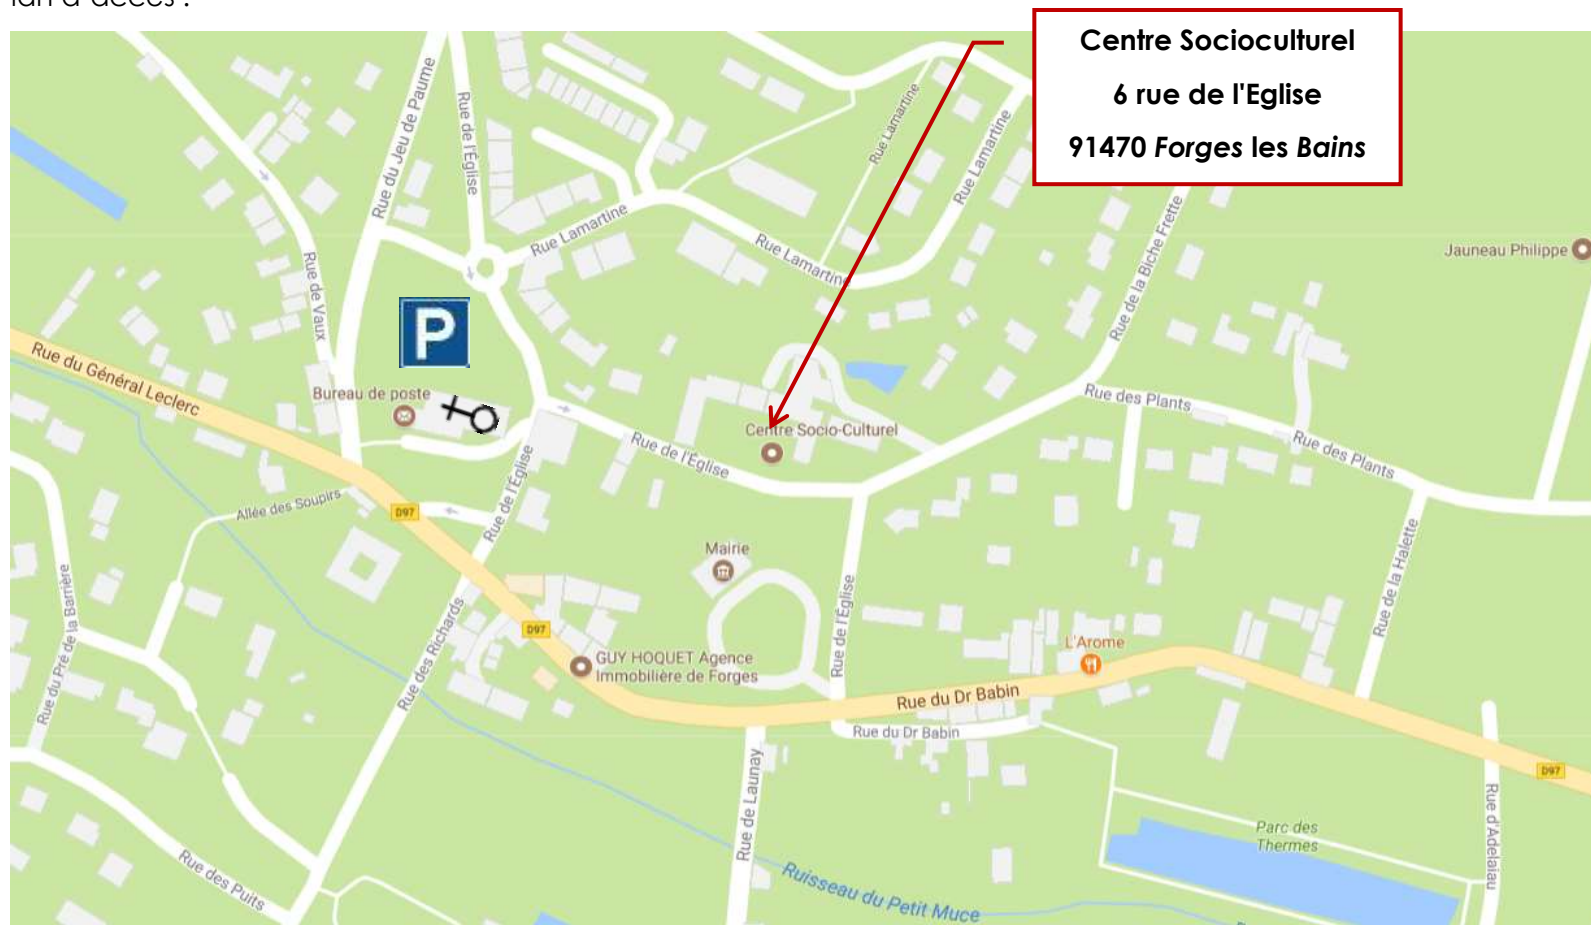 d'accès :
Centre Socioculturel
6 rue de l'Eglise
91470 Forges les Bains
Rue du Jeu de Paume
Rue de l'Église
Rue Lamartine
Rue Lamartine
Rue Lamartine
Rue Lamartine
Rue de la Biche Frette
Jauneau Philippe
Rue de Vaux
P
Rue du Général Leclerc
Bureau de poste
Rue des Plants
Centre Socio-Culturel
Rue de l'Église
Rue des Plants
Rue de l'Église
Allée des Soupirs
D97
Mairie
Rue de la Halette
Rue du Pré de la Barrière
Rue de l'Église
D97
Rue des Richards
L'Arome
GUY HOQUET Agence
Immobilière de Forges
Rue du Dr Babin
Rue du Dr Babin
D97
Rue de Launay
Rue d'Adelaiau
Parc des
Thermes
Rue des Puits
Ruisseau du Petit Muce